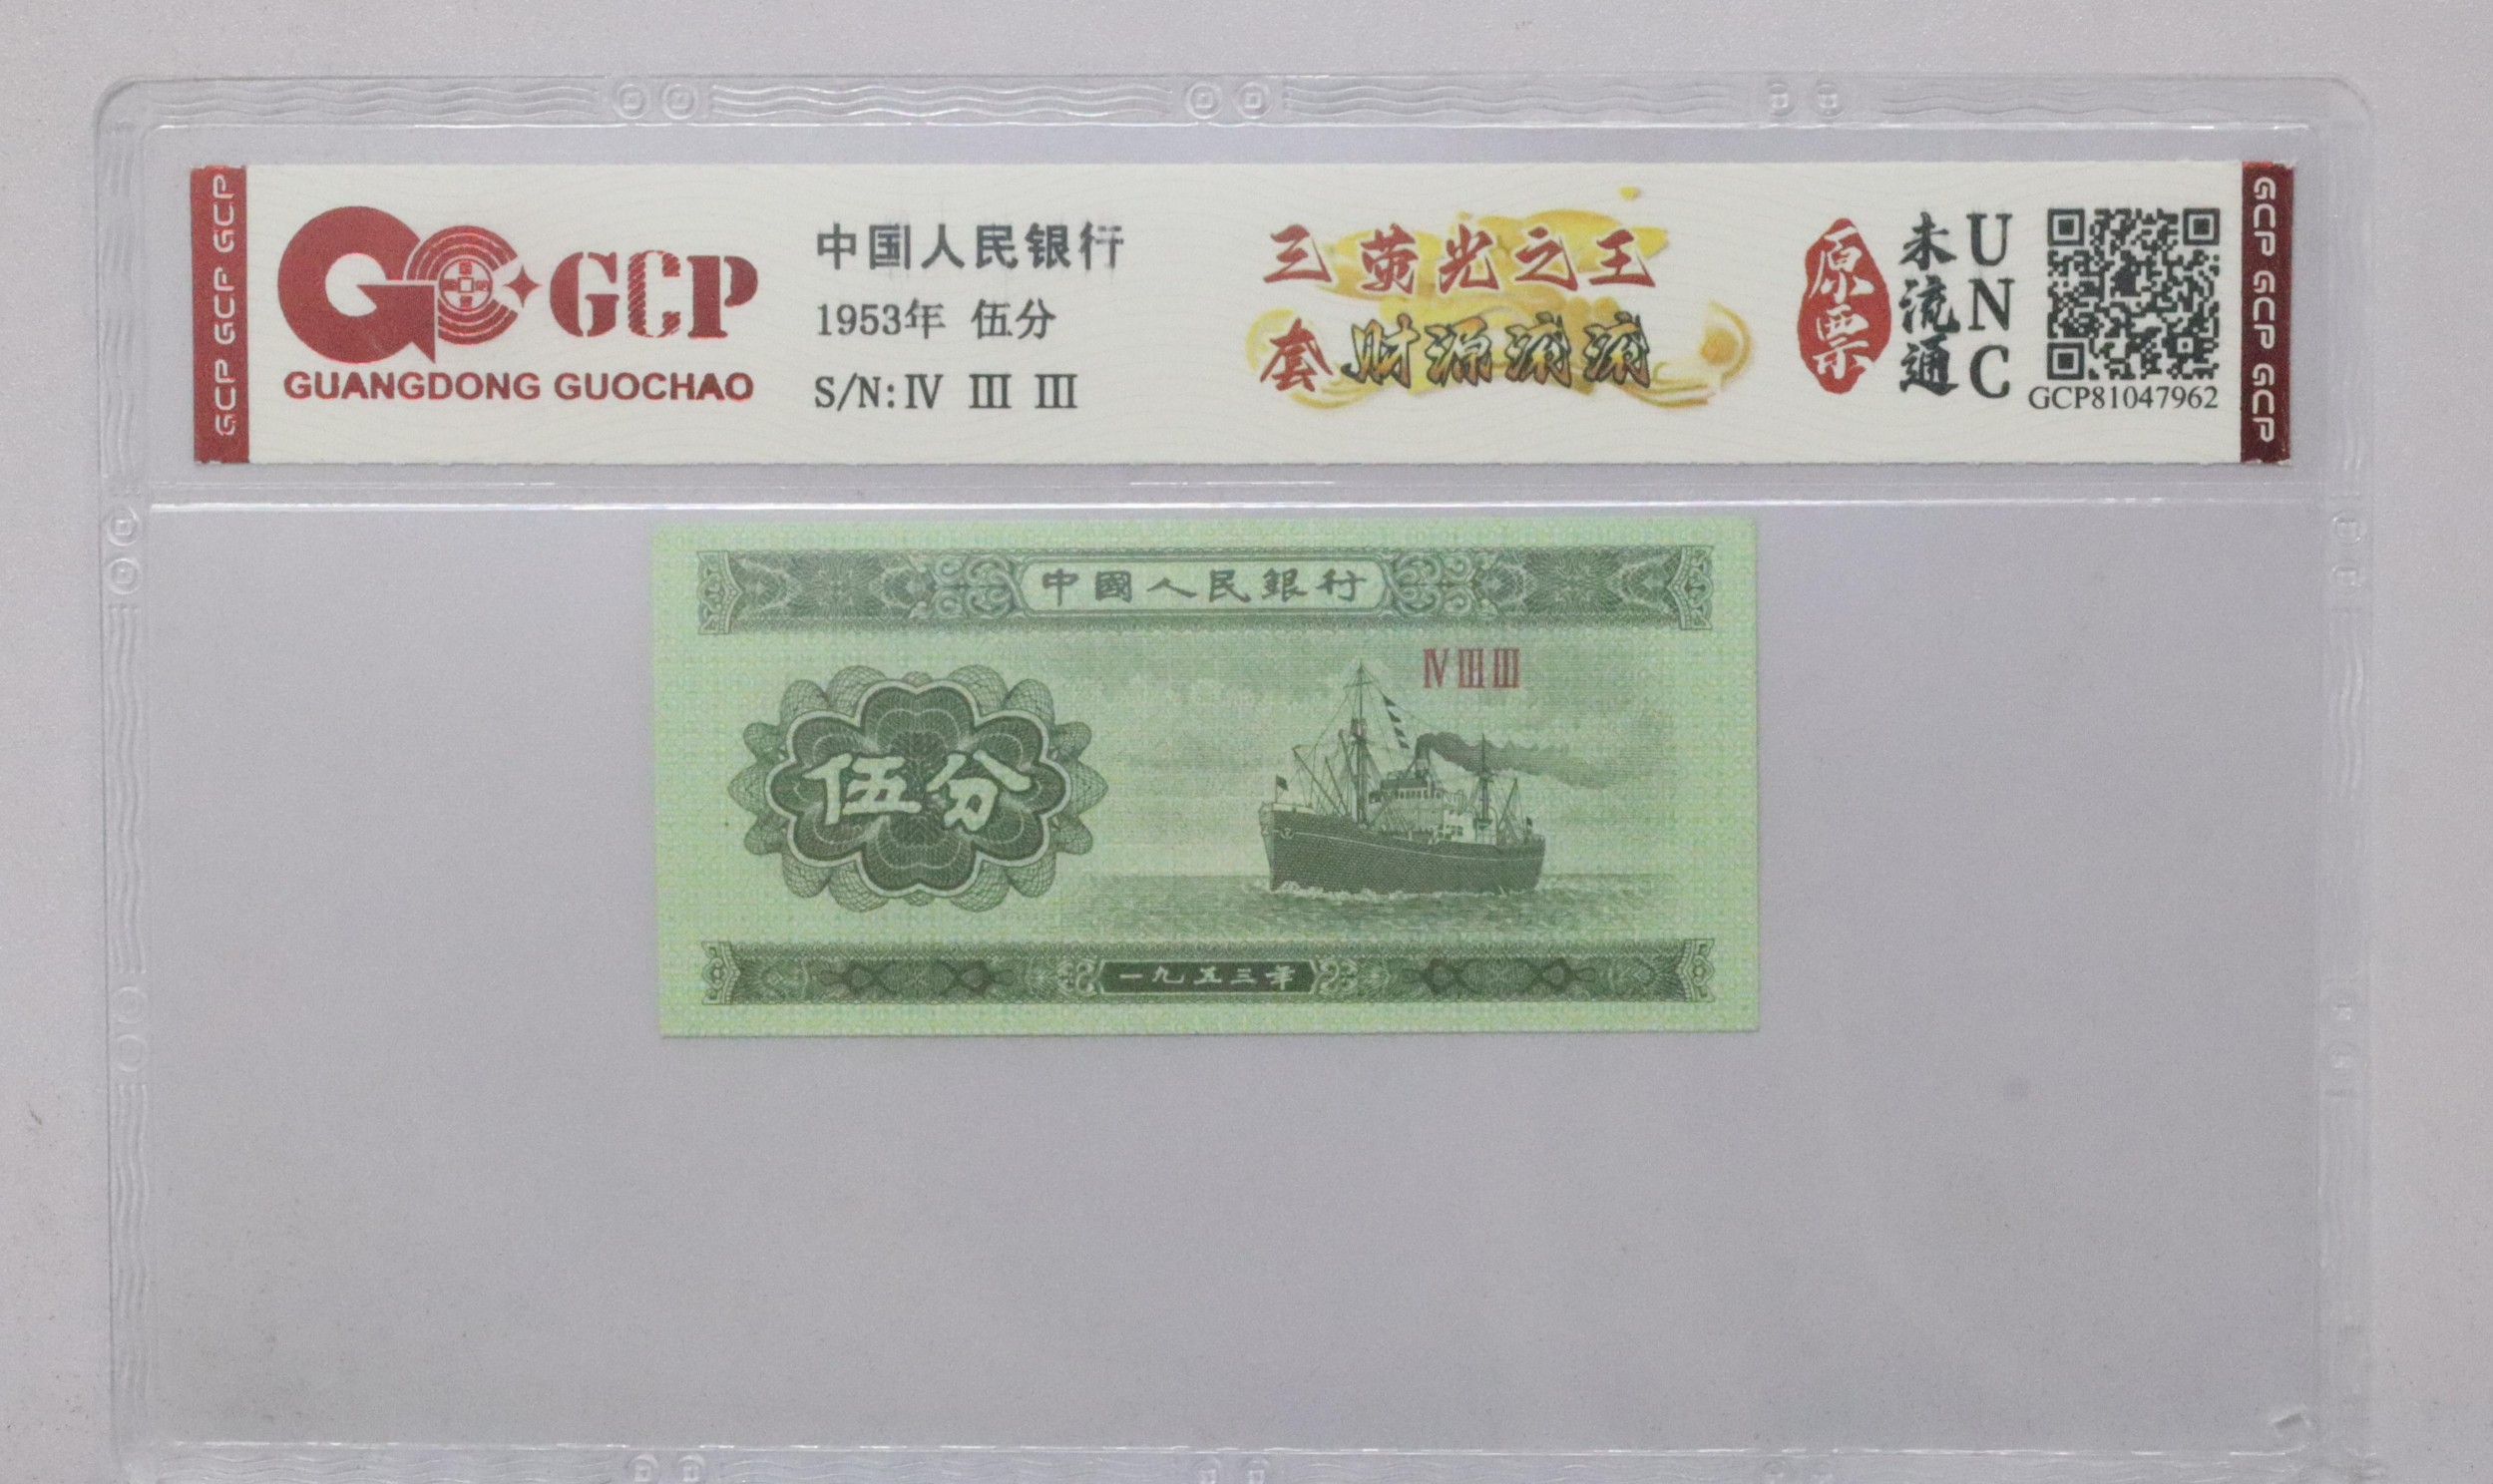 GCP GCP GCP
GCP
GUANGDONG GUOCHAO
中国人民银行
1953年 伍分
S/N: Ⅳ Ⅲ Ⅲ
三 荧光之王
套 财源滚滚
原票
未流通
UNC
GCP81047962
GCP GCP GCP
中國人民銀行
Ⅳ Ⅲ Ⅲ
伍分
一九五三年